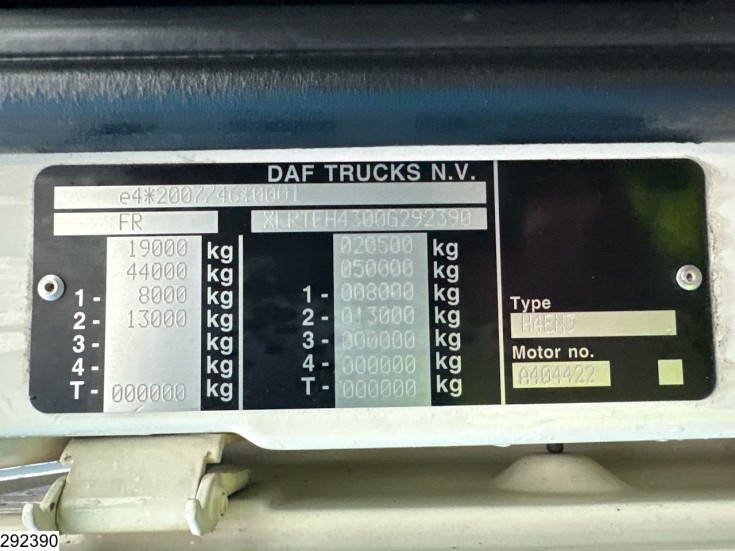 DAF TRUCKS N.V.
e4*2007/46*0001
FR XLRTEH4300G292390
19000 kg 020500 kg
44000 kg 050000 kg
1- 8000 kg 1- 008000 kg
2- 13000 kg 2- 013000 kg
3- kg 3- 000000 kg
4- kg 4- 000000 kg
T- 000000 kg T- 000000 kg
Type
H4EN3
Motor no.
A404422
292390